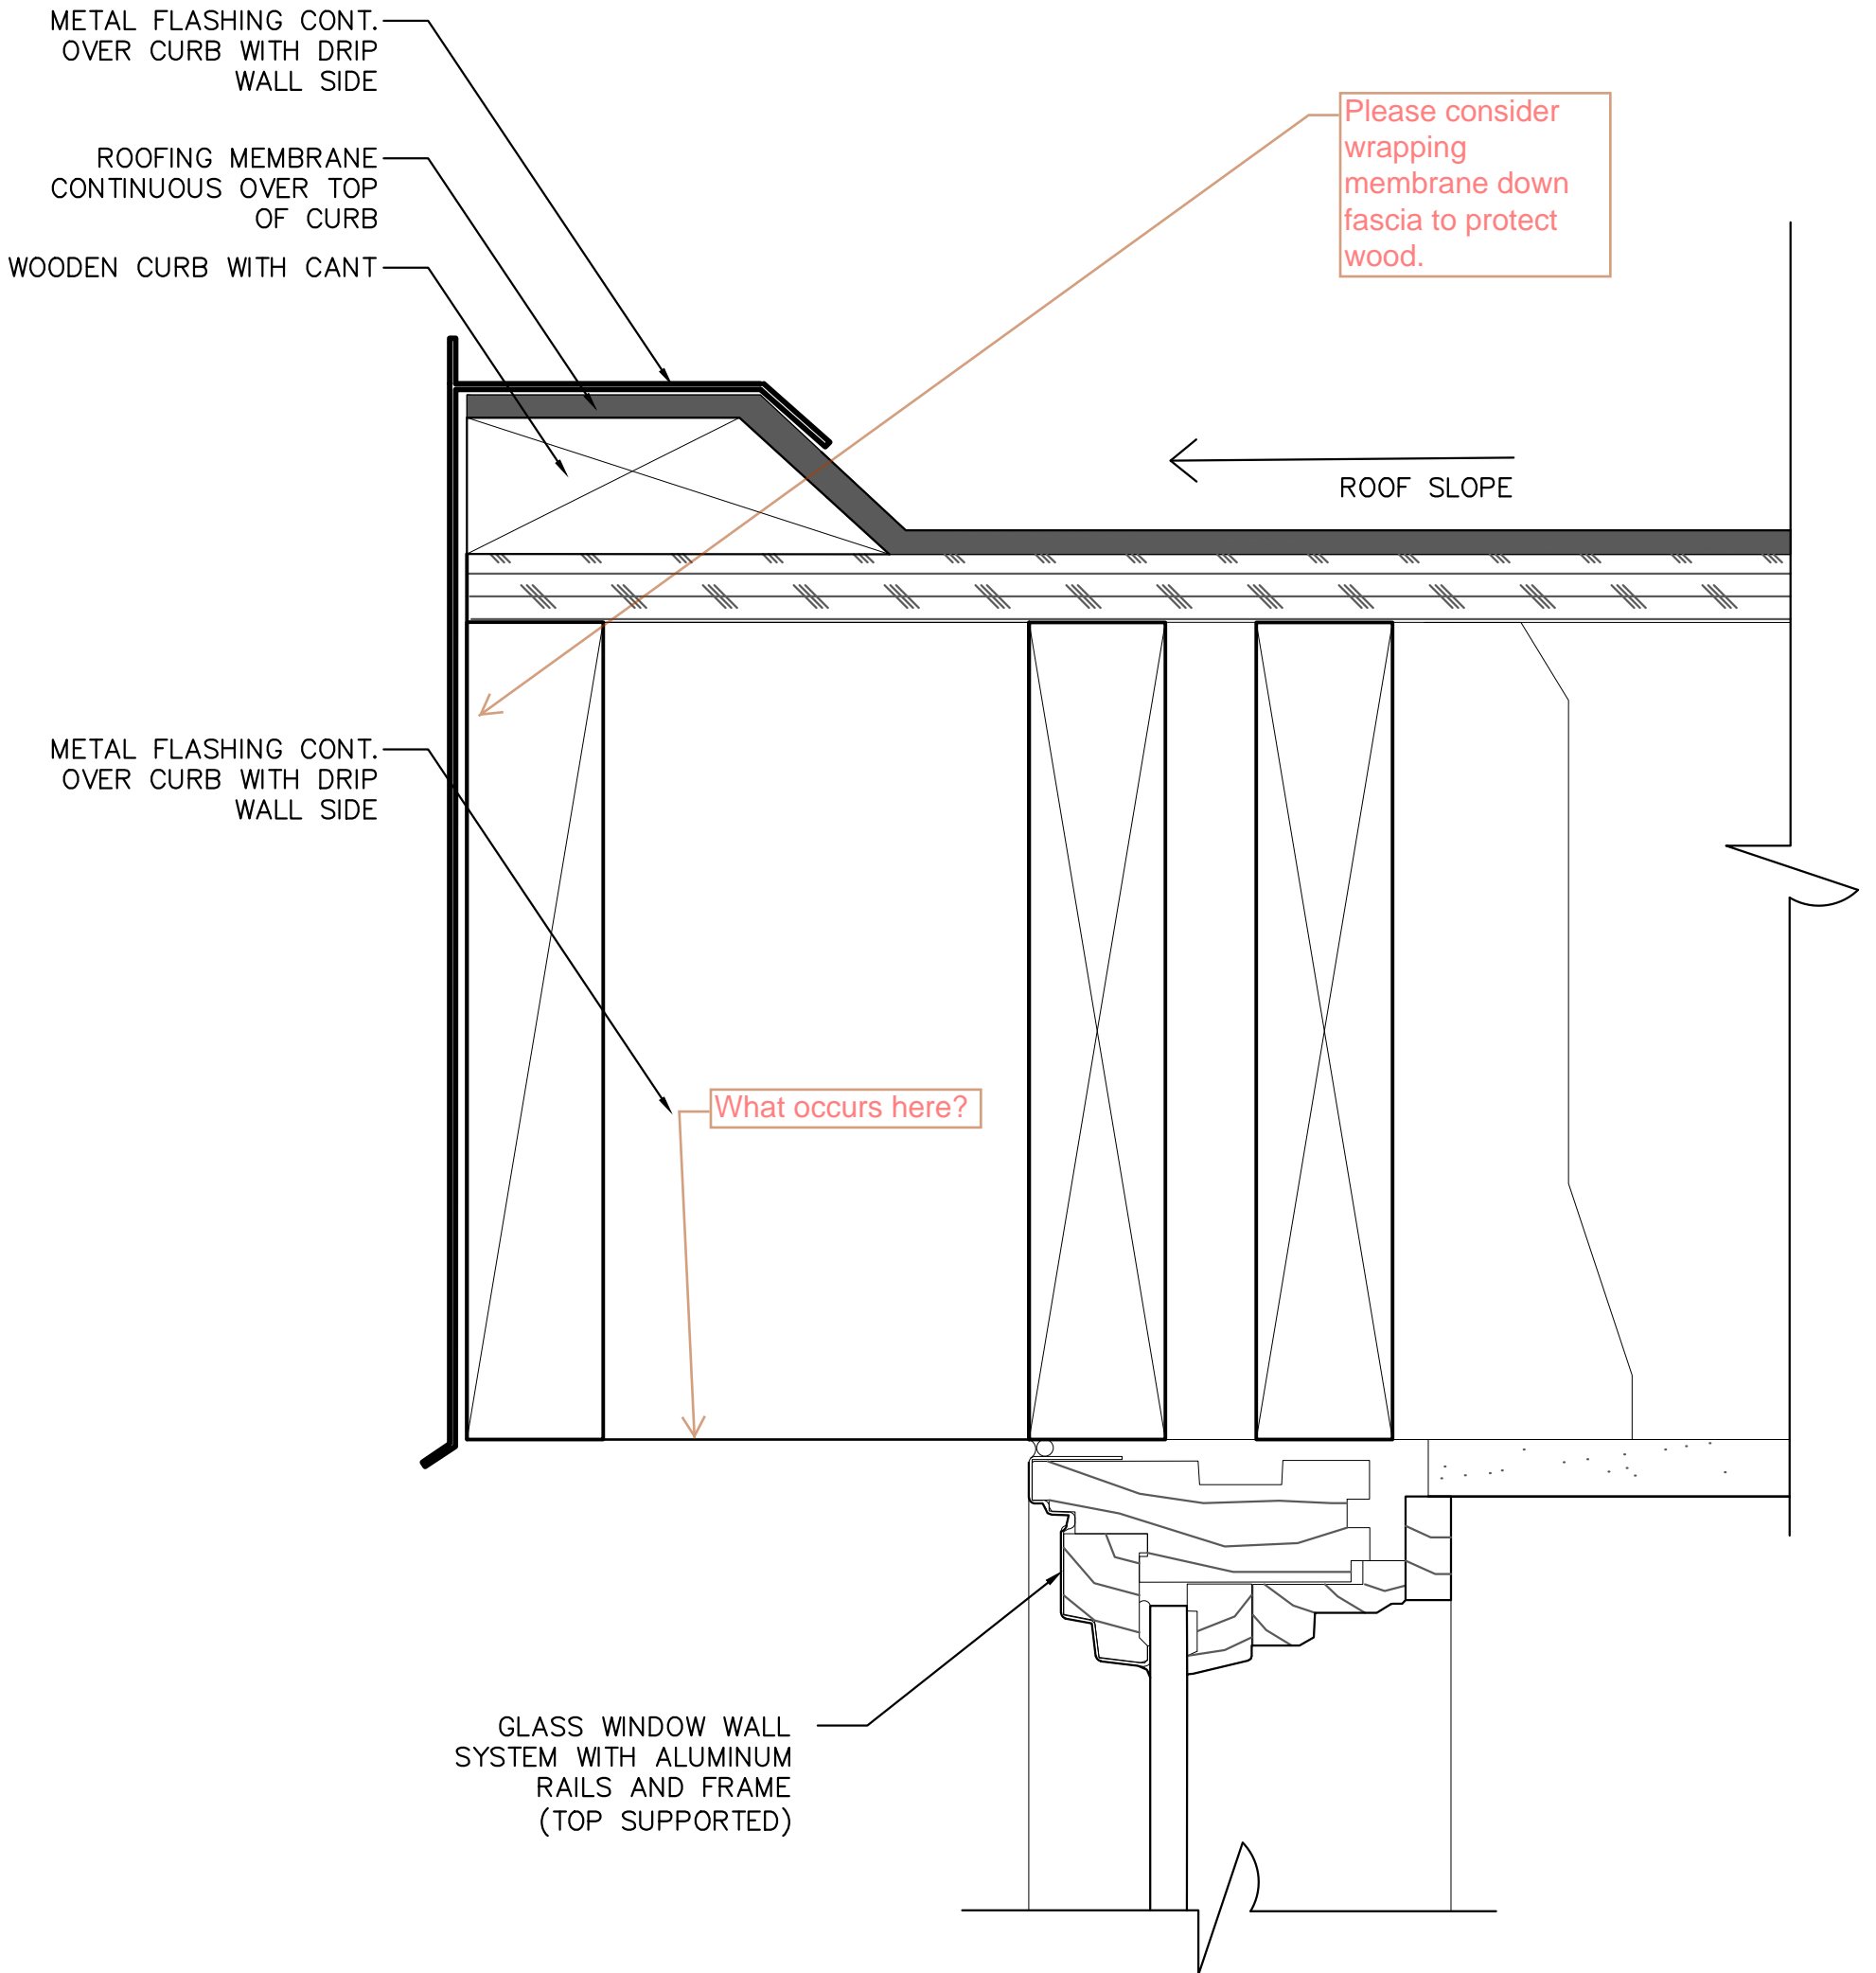 METAL FLASHING CONT.
OVER CURB WITH DRIP
WALL SIDE
Please consider
wrapping
membrane down
fascia to protect
wood.
ROOFING MEMBRANE
CONTINUOUS OVER TOP
OF CURB
WOODEN CURB WITH CANT
ROOF SLOPE
METAL FLASHING CONT.
OVER CURB WITH DRIP
WALL SIDE
What occurs here?
GLASS WINDOW WALL
SYSTEM WITH ALUMINUM
RAILS AND FRAME
(TOP SUPPORTED)